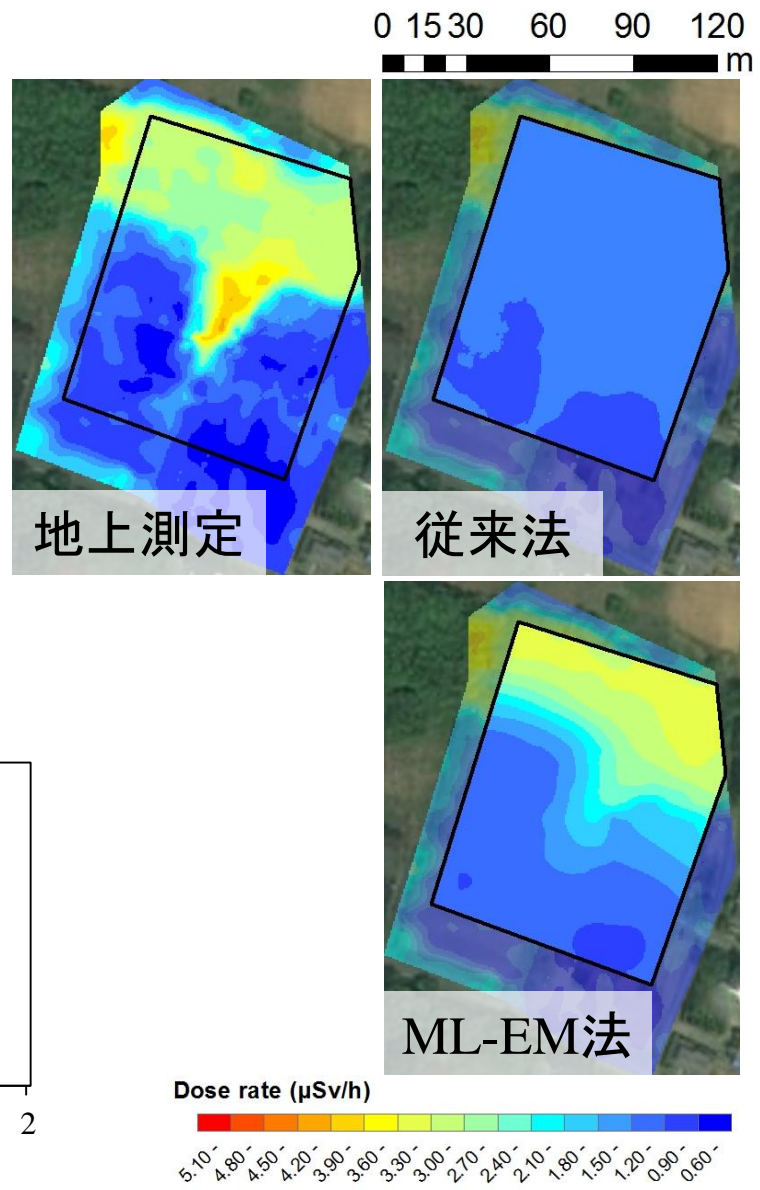 0 15 30 60 90 120
m
地上測定
従来法
ML-EM法
2
Dose rate (μSv/h)
5.10 - 4.80 - 4.50 - 4.20 - 3.90 - 3.60 - 3.30 - 3.00 - 2.70 - 2.40 - 2.10 - 1.80 - 1.50 - 1.20 - 0.90 - 0.60 -